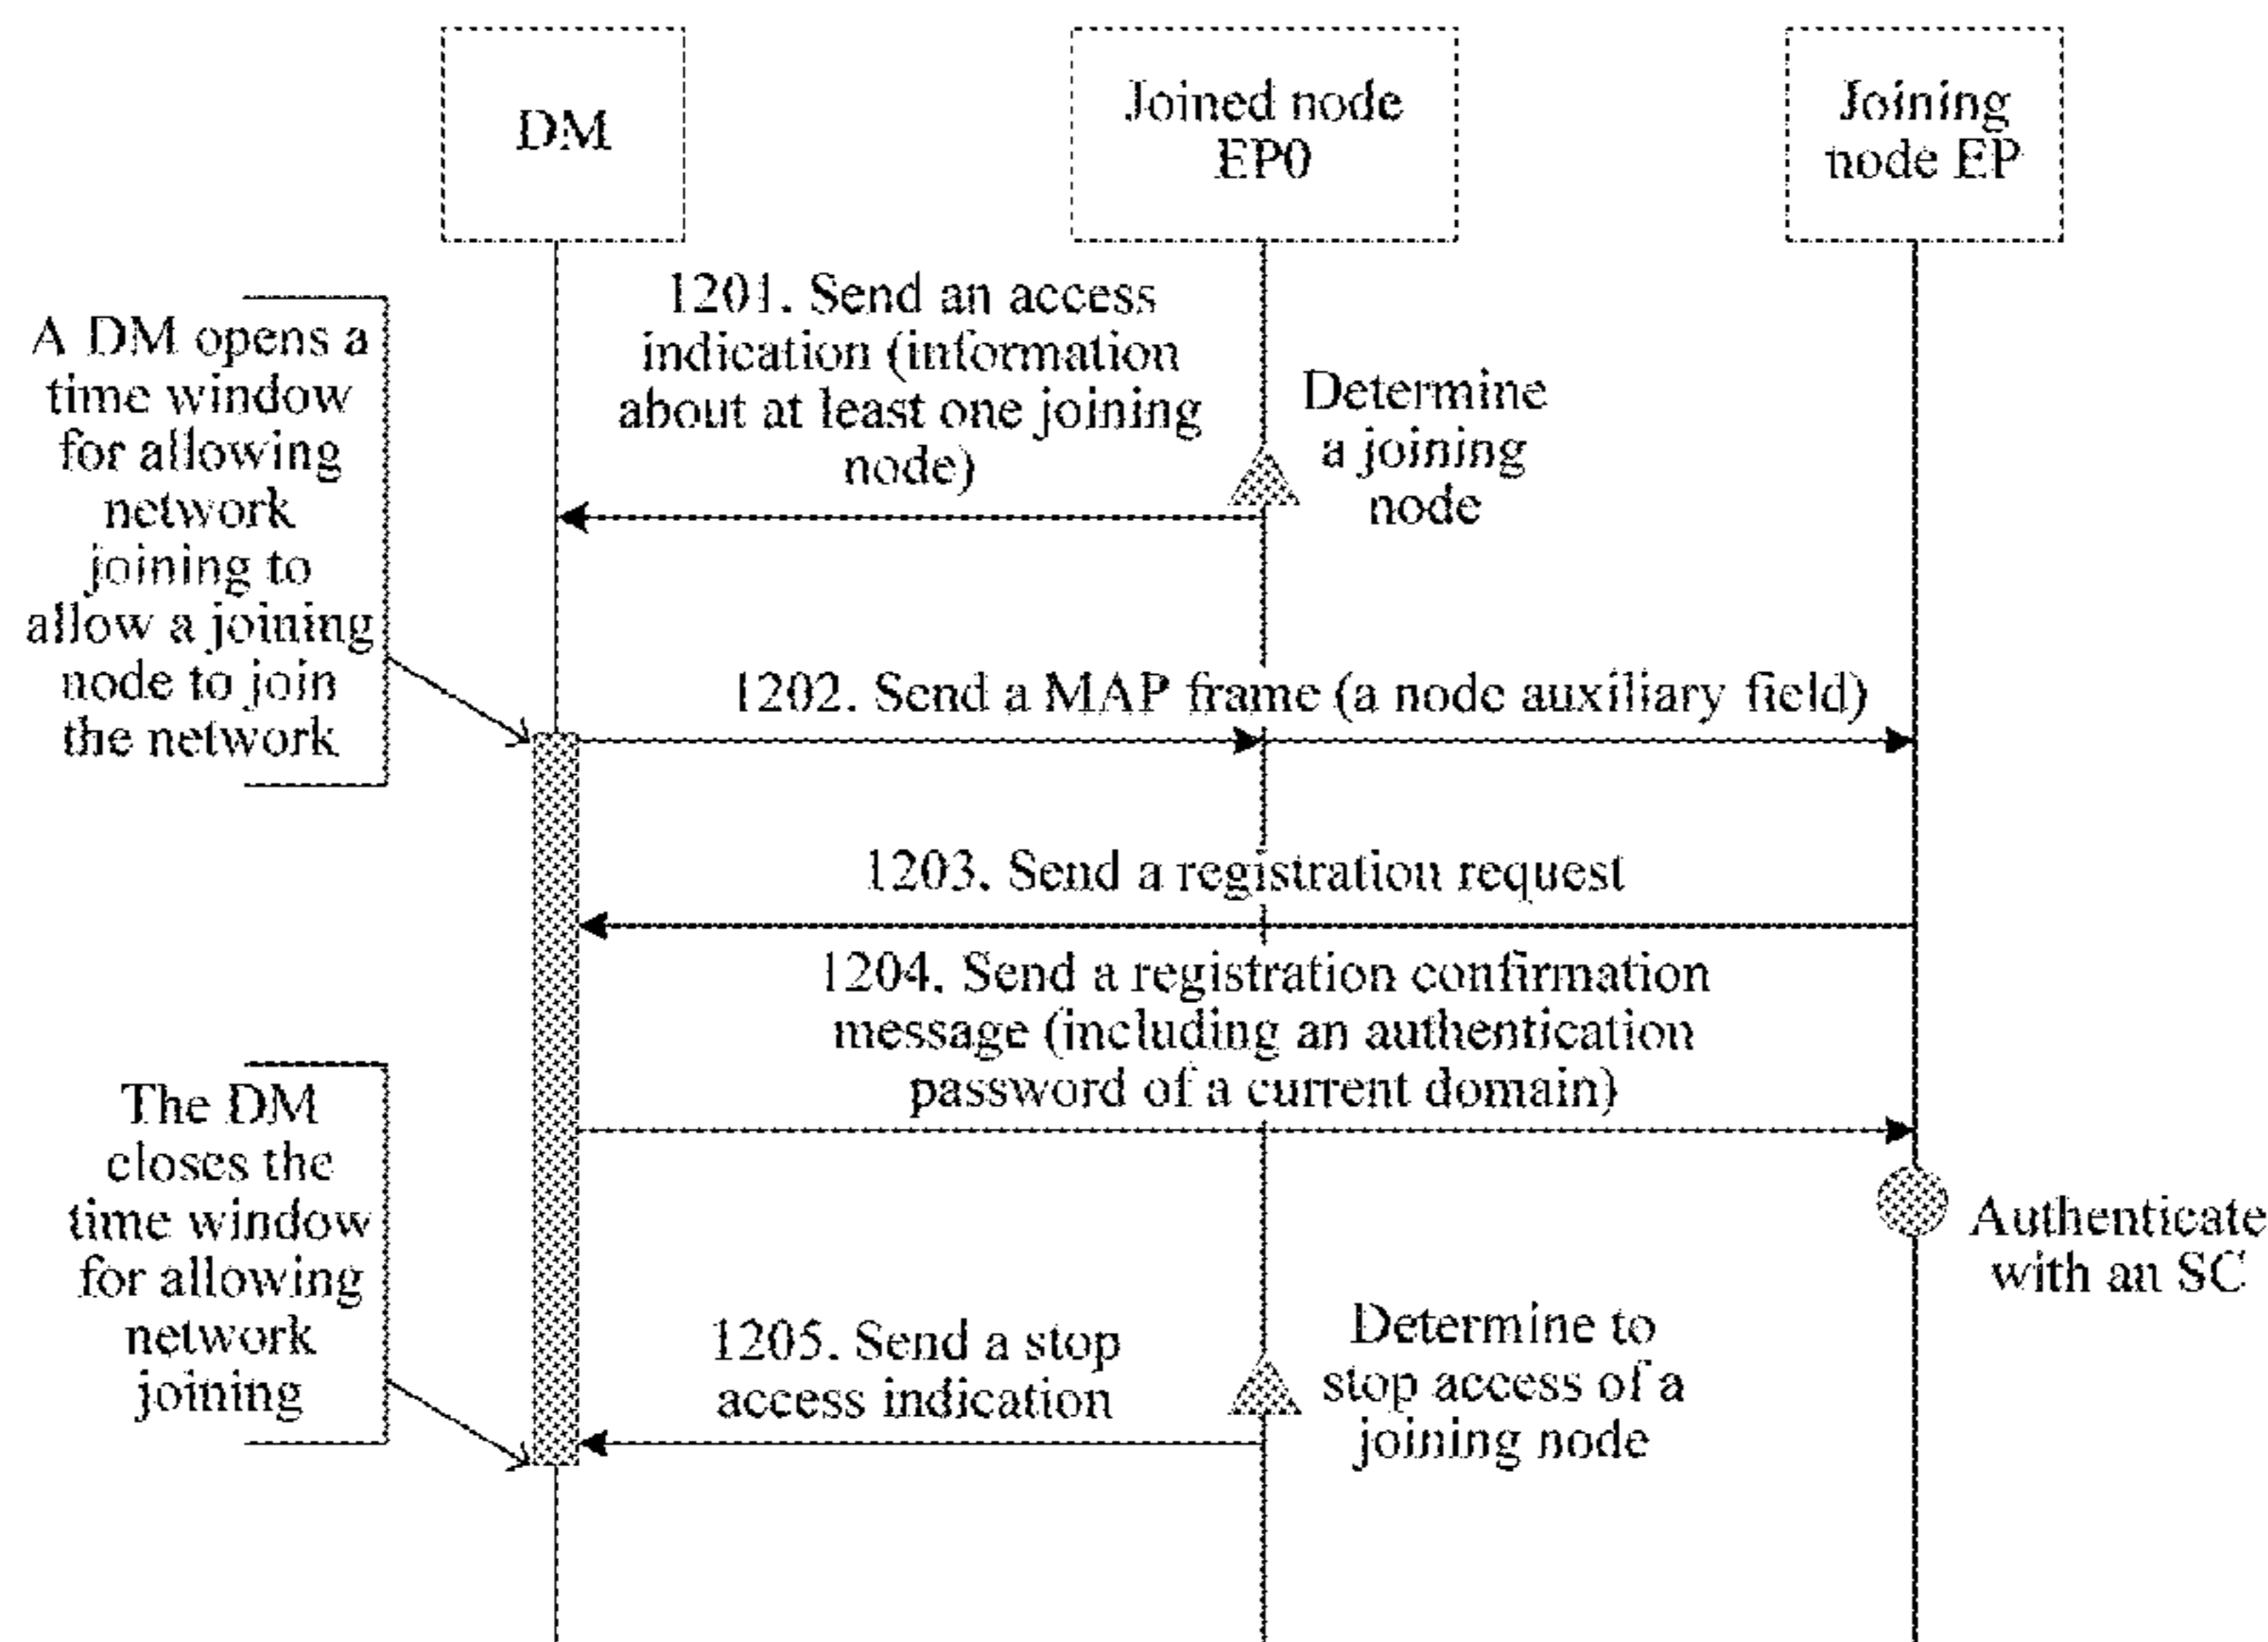 DM
Joined node
EP0
Joining
node EP
1201. Send an access
indication (information
about at least one joining
node)
Determine
a joining
node
A DM opens a
time window
for allowing
network
joining to
allow a joining
node to join
the network
1202. Send a MAP frame (a node auxiliary field)
1203. Send a registration request
1204. Send a registration confirmation
message (including an authentication
password of a current domain)
The DM
closes the
time window
for allowing
network
joining
Authenticate
with an SC
1205. Send a stop
access indication
Determine to
stop access of a
joining node